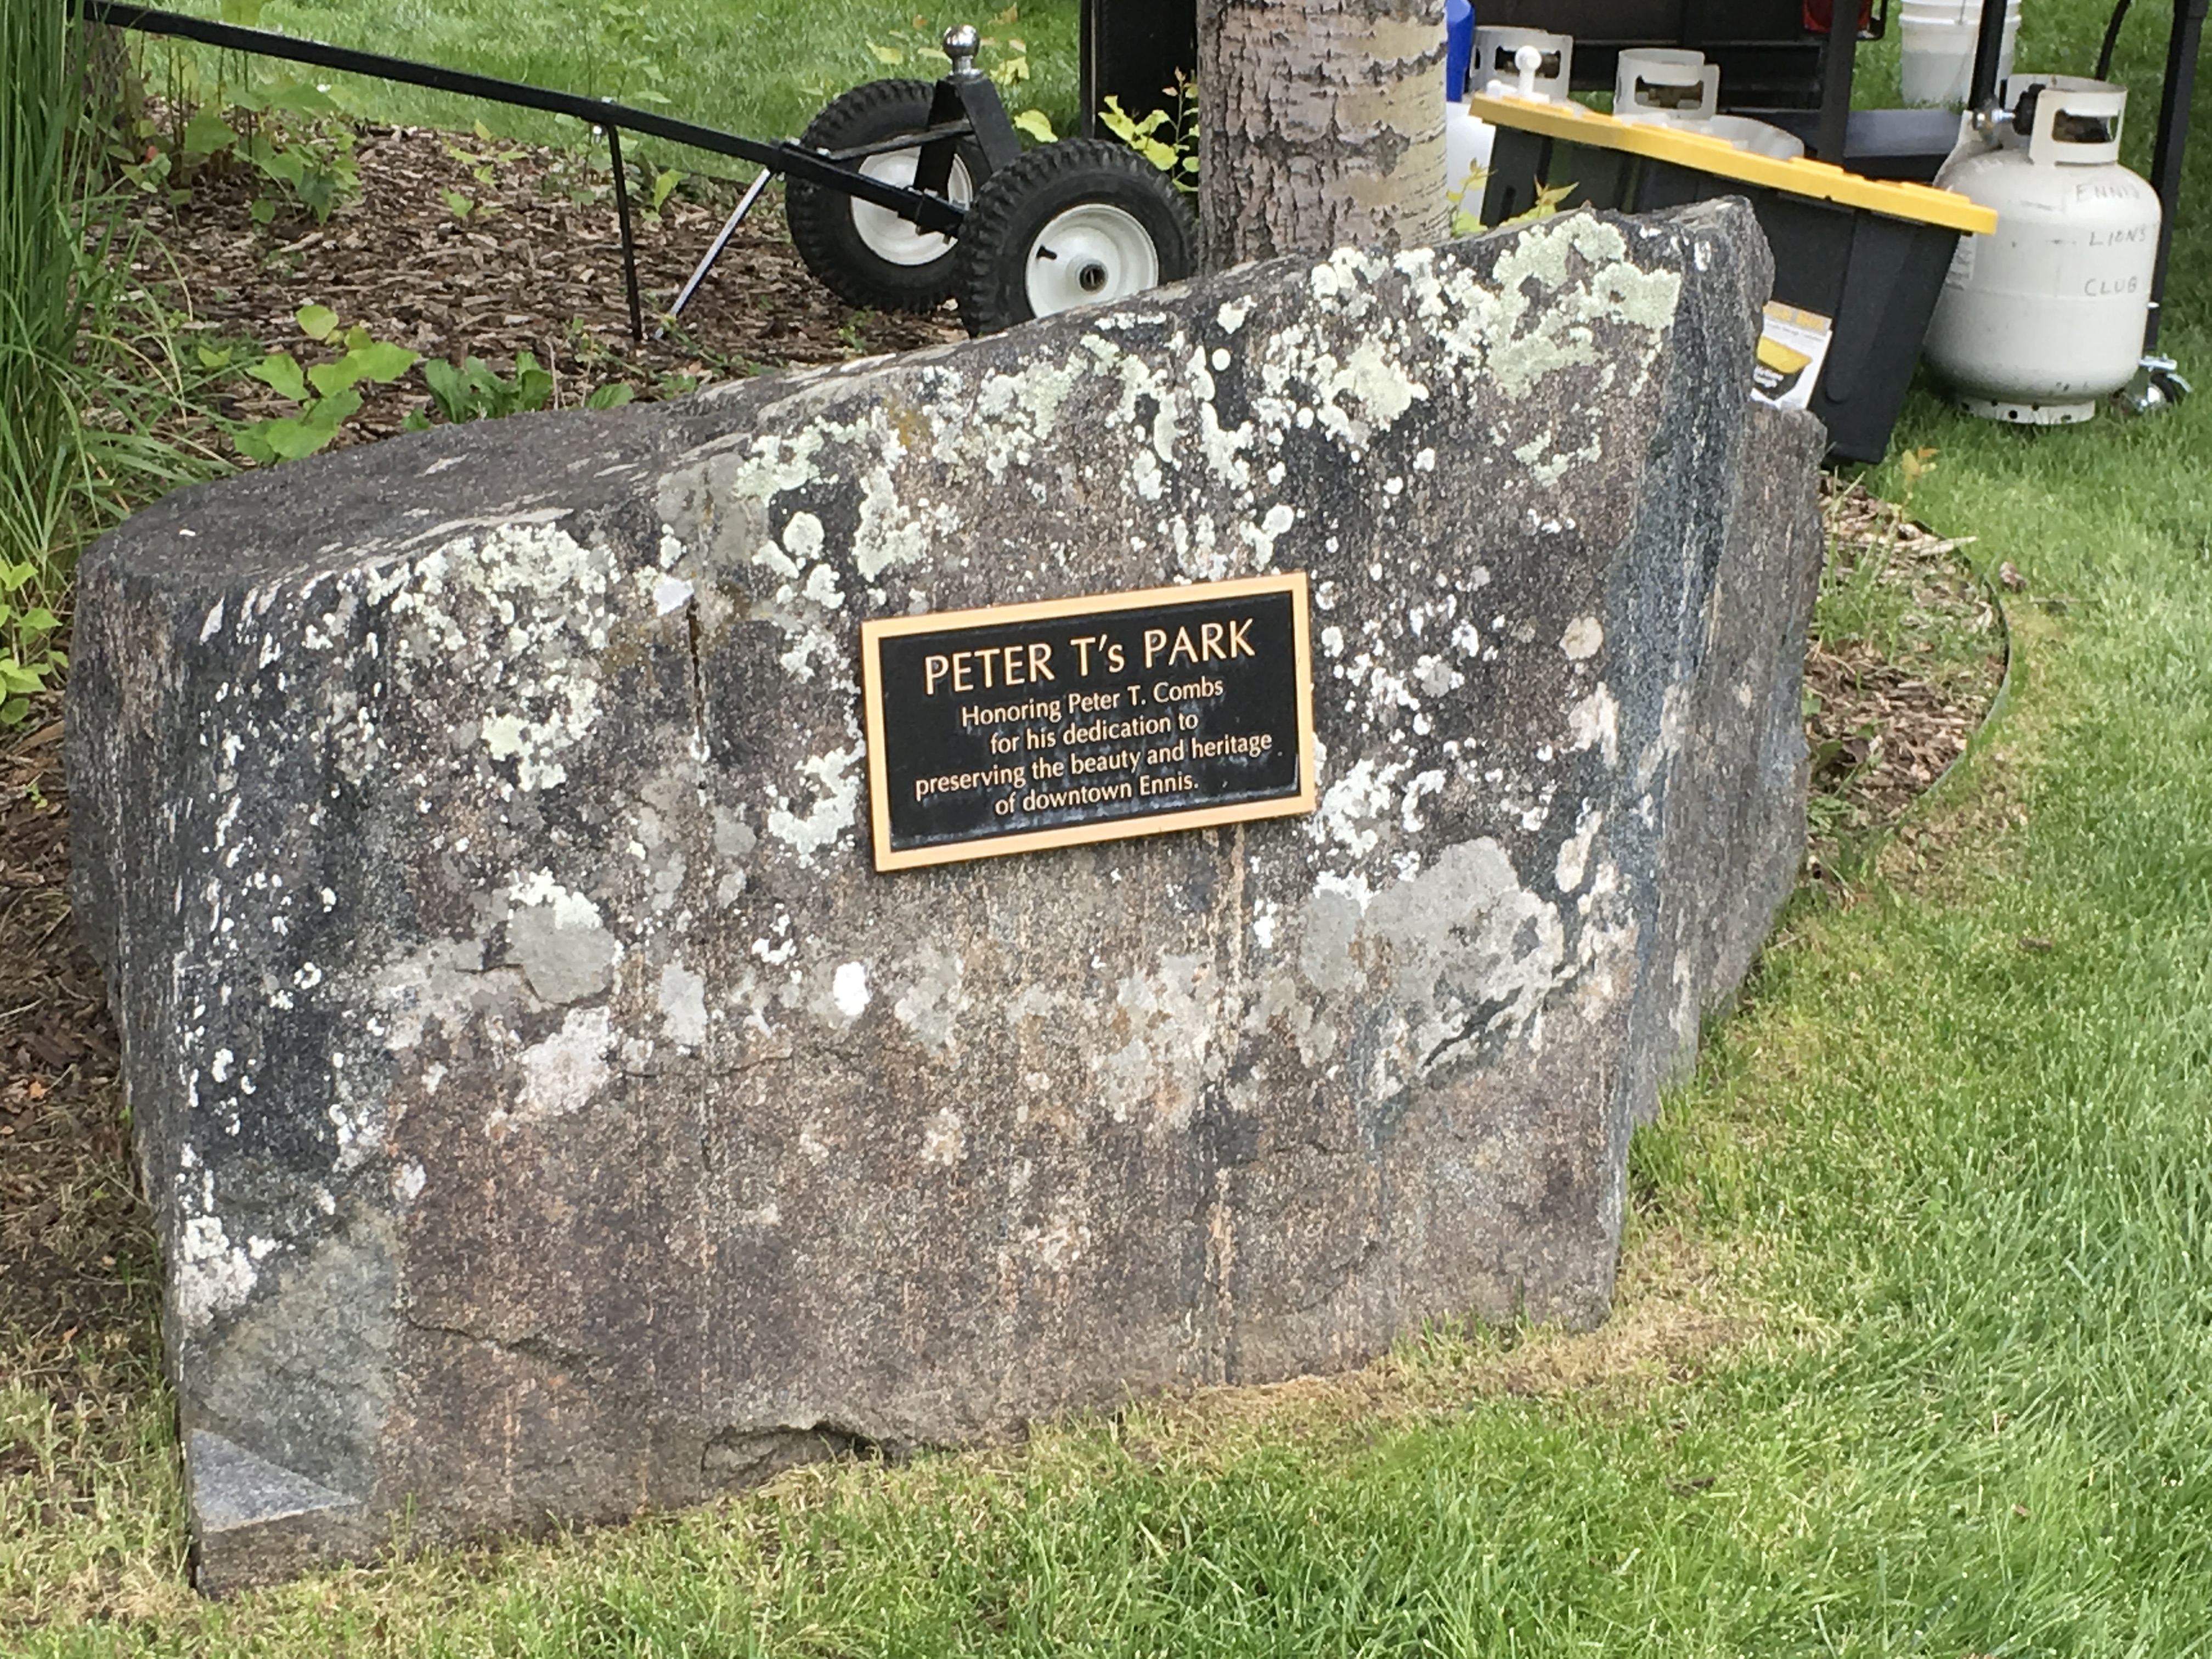 PETER T's PARK
Honoring Peter T. Combs
for his dedication to
preserving the beauty and heritage
of downtown Ennis.
ENNIS
LIONS
CLUB